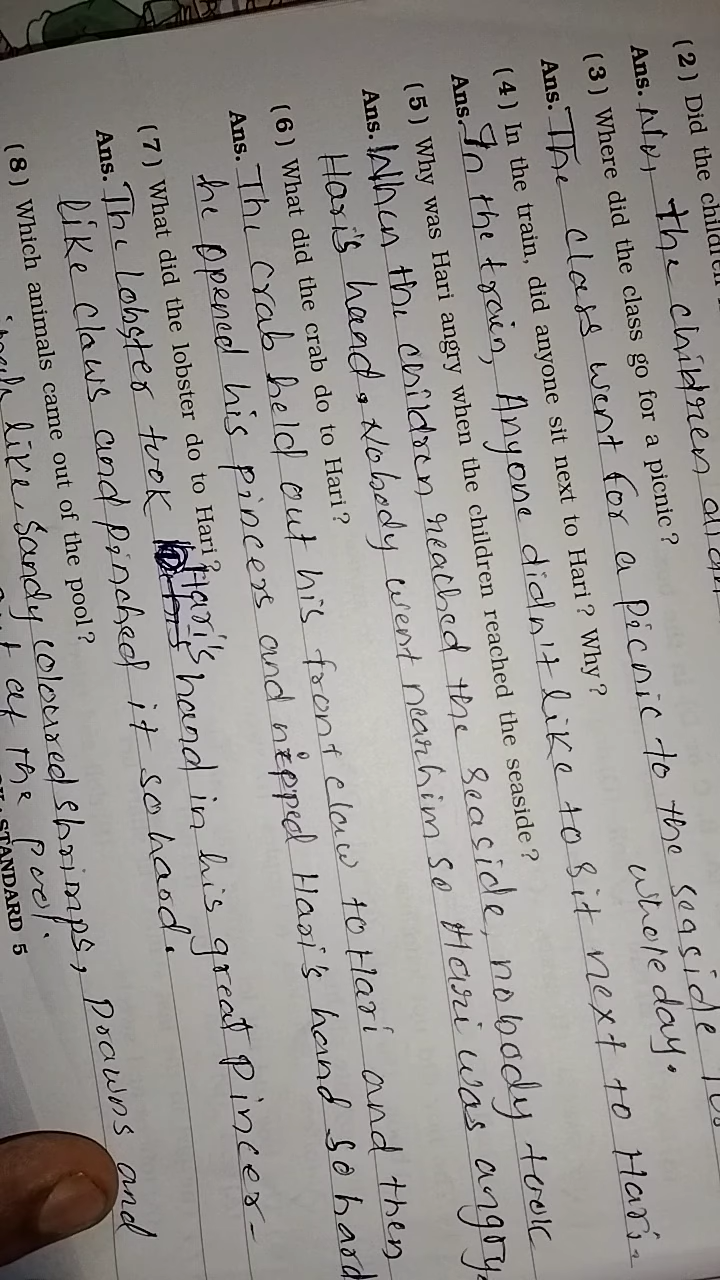 (2) Did the children
Ans. No, the children
(3) Where did the class go for a picnic?
Ans. The class went for a picnic to the seaside
whole day.
(4) In the train, did anyone sit next to Hari? Why?
Ans. In the train, Anyone didn't like to sit next to Hari.
(5) Why was Hari angry when the children reached the seaside?
Ans. When the children reached the seaside, nobody took
Hari's hand. Nobody went near him so Hari was angry.
(6) What did the crab do to Hari?
Ans. The crab held out his front claw to Hari and then
he opened his pincers and nipped Hari's hand so hard
(7) What did the lobster do to Hari?
Ans. The lobster took Hari's hand in his great pincer-
like claws and pinched it so hard.
(8) Which animals came out of the pool?
like, sandy coloured shrimps, Prawns and
out of the pool.
STANDARD 5